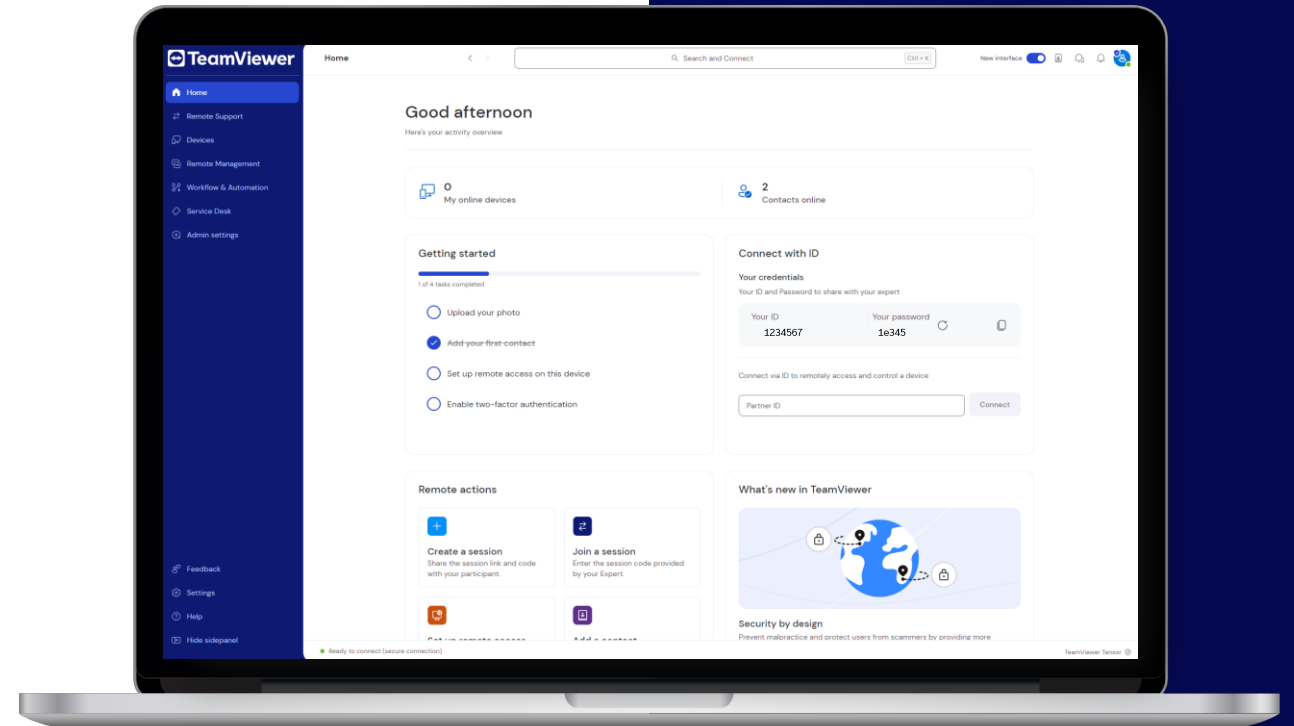 TeamViewer
Home
Search and Connect
Ctrl + K
New interface
Home
Remote Support
Devices
Remote Management
Workflow & Automation
Service Desk
Admin settings
Feedback
Settings
Help
Hide sidepanel
Good afternoon
Here's your activity overview
0
My online devices
2
Contacts online
Getting started
1 of 4 tasks completed
Upload your photo
Add your first contact
Set up remote access on this device
Enable two-factor authentication
Connect with ID
Your credentials
Your ID and Password to share with your expert
Your ID
1234567
Your password
1e345
Connect via ID to remotely access and control a device
Partner ID
Connect
Remote actions
Create a session
Share the session link and code
with your participant.
Join a session
Enter the session code provided
by your Expert.
Set up remote access
Add a contact
What's new in TeamViewer
Security by design
Prevent malpractice and protect users from scammers by providing more
Ready to connect (secure connection)
TeamViewer Tensor